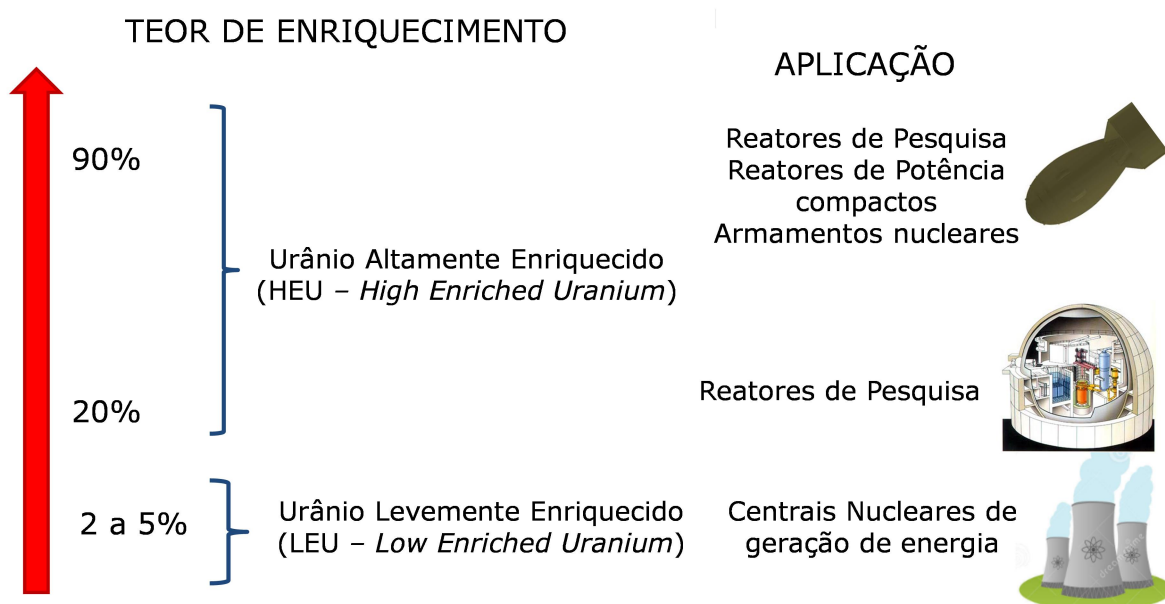 TEOR DE ENRIQUECIMENTO
APLICAÇÃO
90%
Reatores de Pesquisa
Reatores de Potência
compactos
Armamentos nucleares
Urânio Altamente Enriquecido
(HEU – High Enriched Uranium)
20%
Reatores de Pesquisa
2 a 5%
Urânio Levemente Enriquecido
(LEU – Low Enriched Uranium)
Centrais Nucleares de
geração de energia